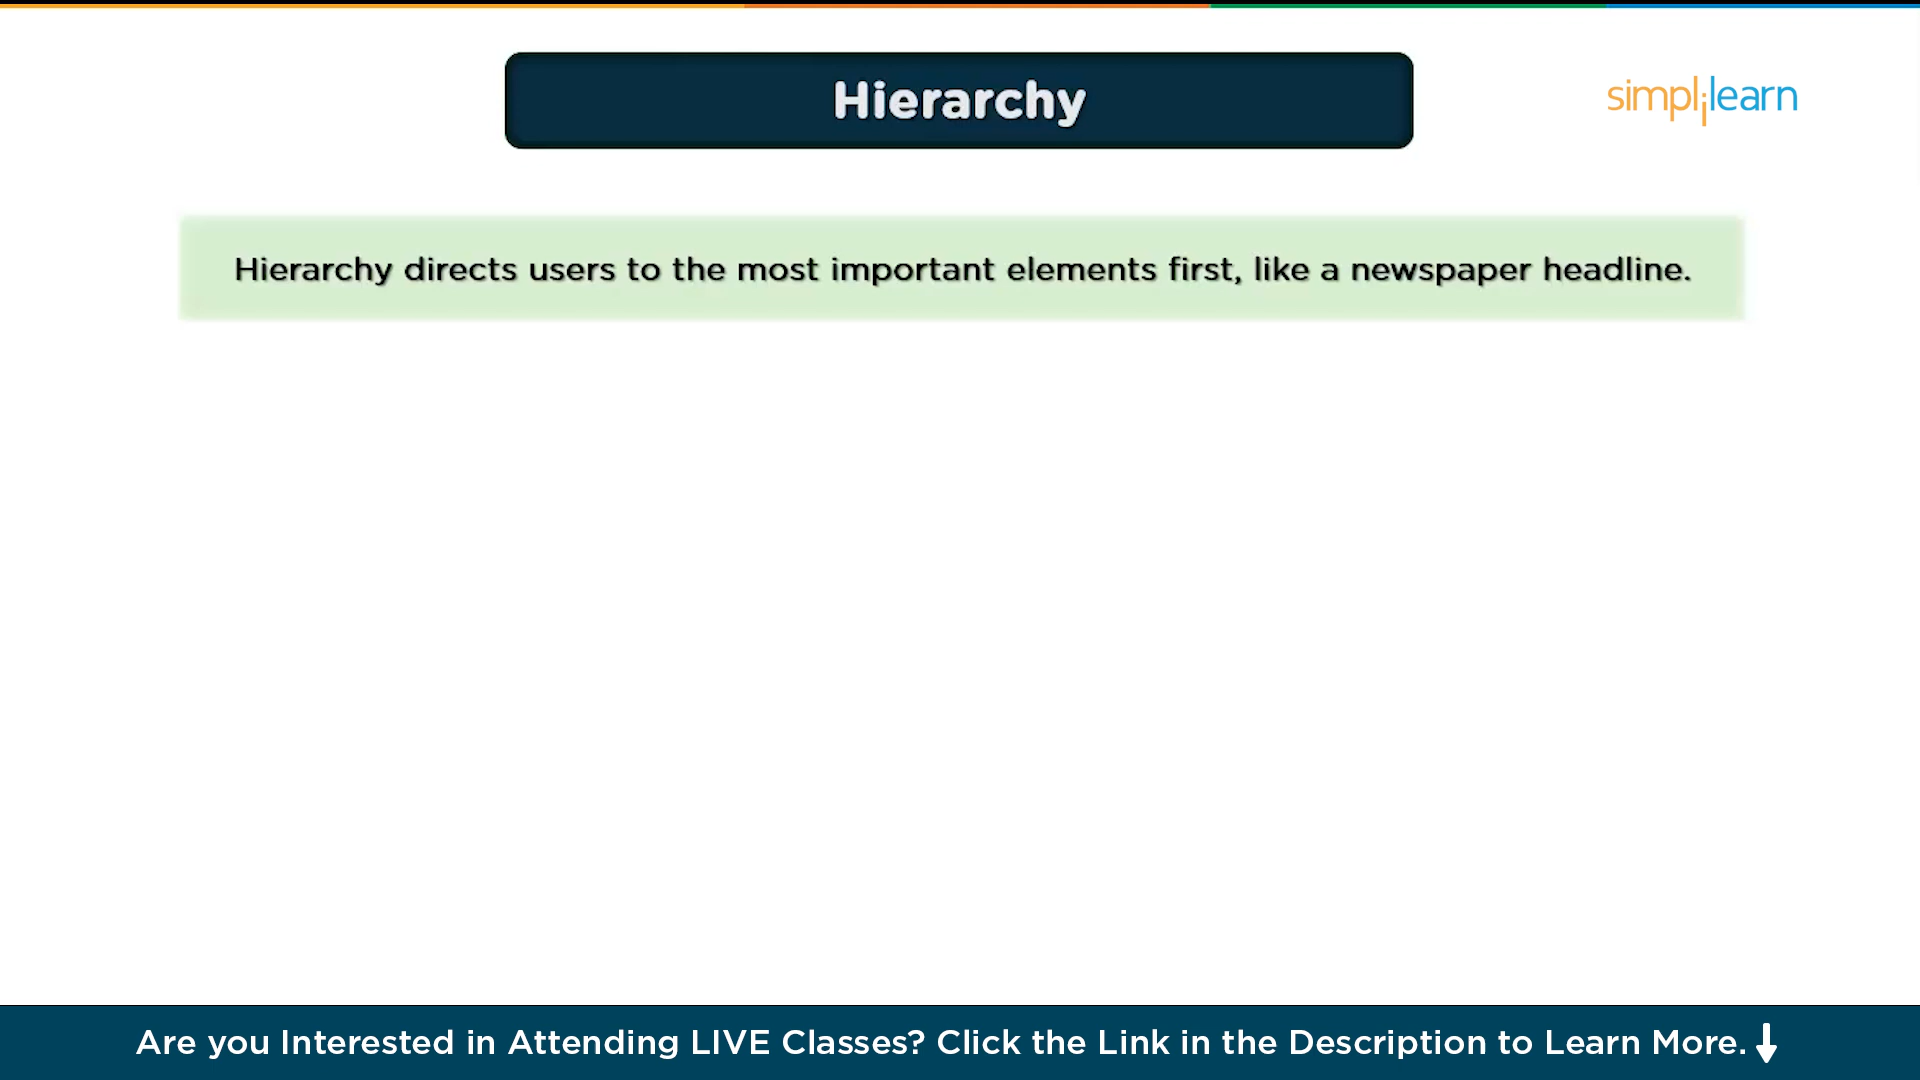 Hierarchy
simplilearn
Hierarchy directs users to the most important elements first, like a newspaper headline.
Are you Interested in Attending LIVE Classes? Click the Link in the Description to Learn More.